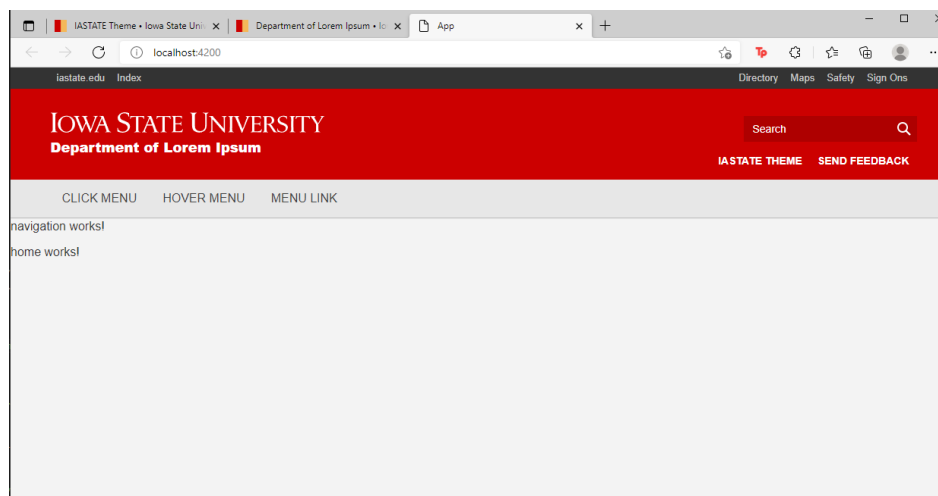 IASTATE Theme • Iowa State Univ
Department of Lorem Ipsum • Io
App
localhost:4200
iastate.edu Index
Directory Maps Safety Sign Ons
IOWA STATE UNIVERSITY
Department of Lorem Ipsum
Search
IASTATE THEME SEND FEEDBACK
CLICK MENU HOVER MENU MENU LINK
navigation works!
home works!